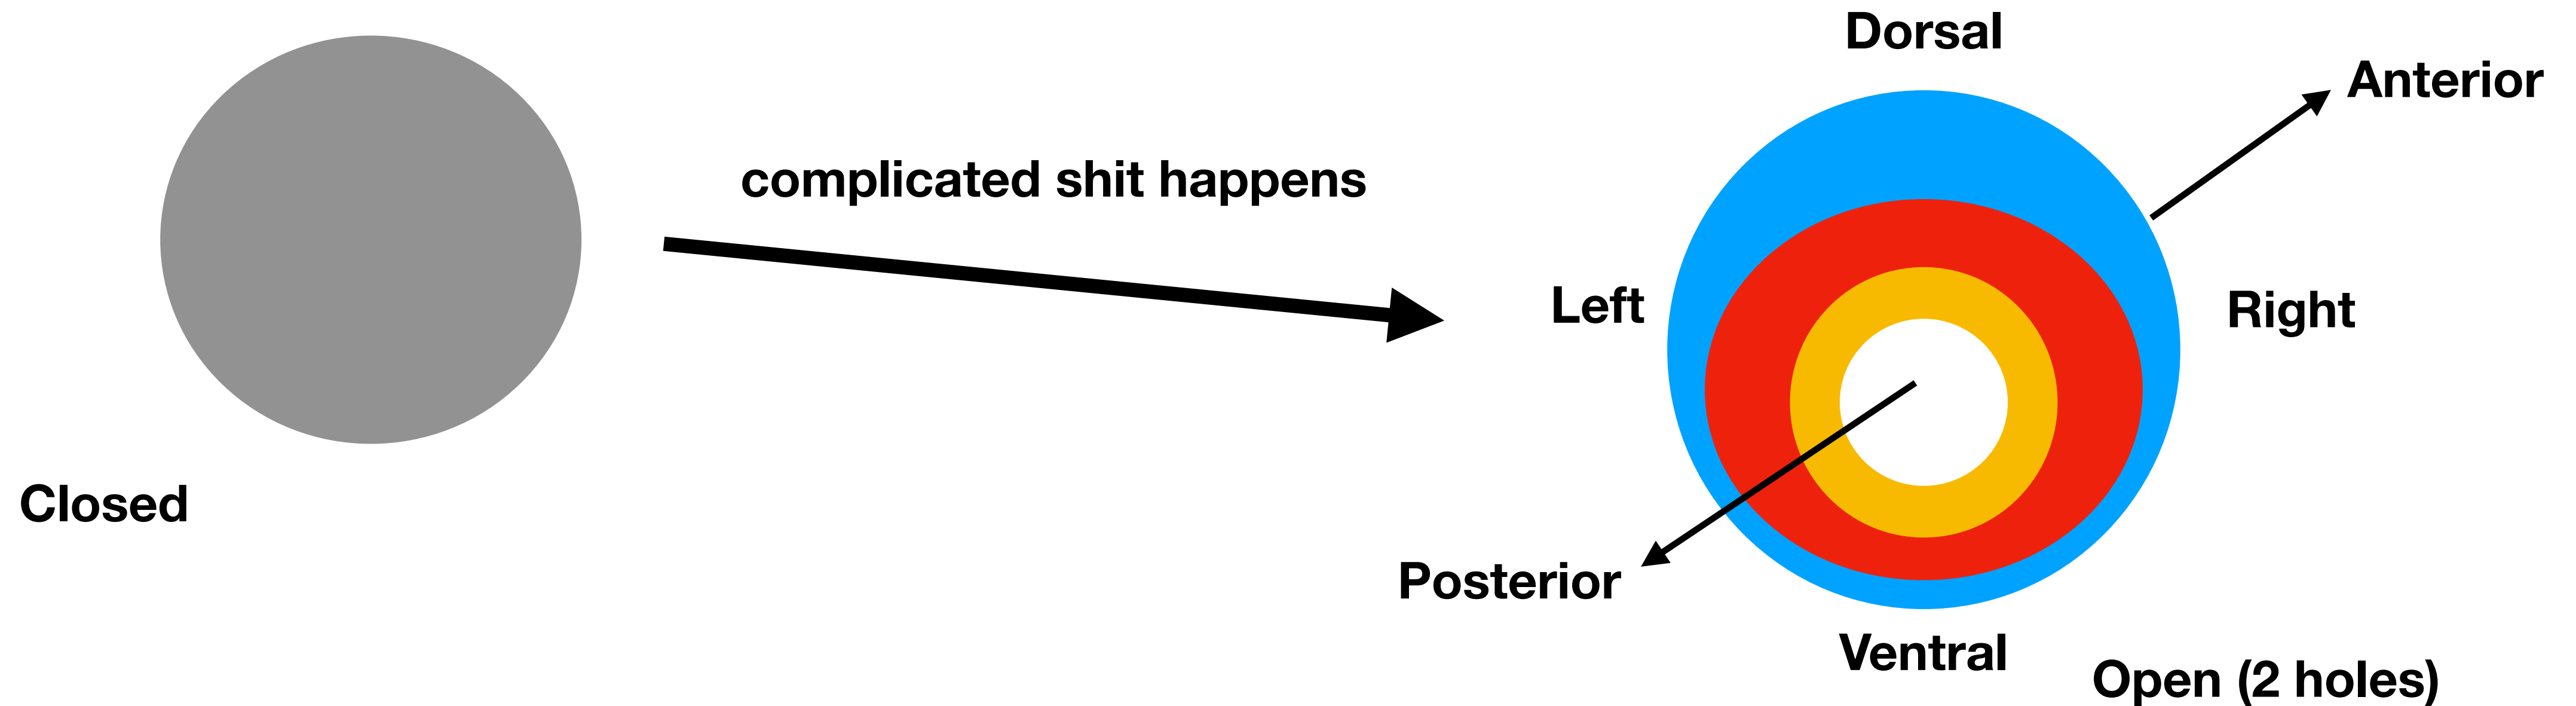 Closed
complicated shit happens
Dorsal
Anterior
Left
Right
Posterior
Ventral
Open (2 holes)